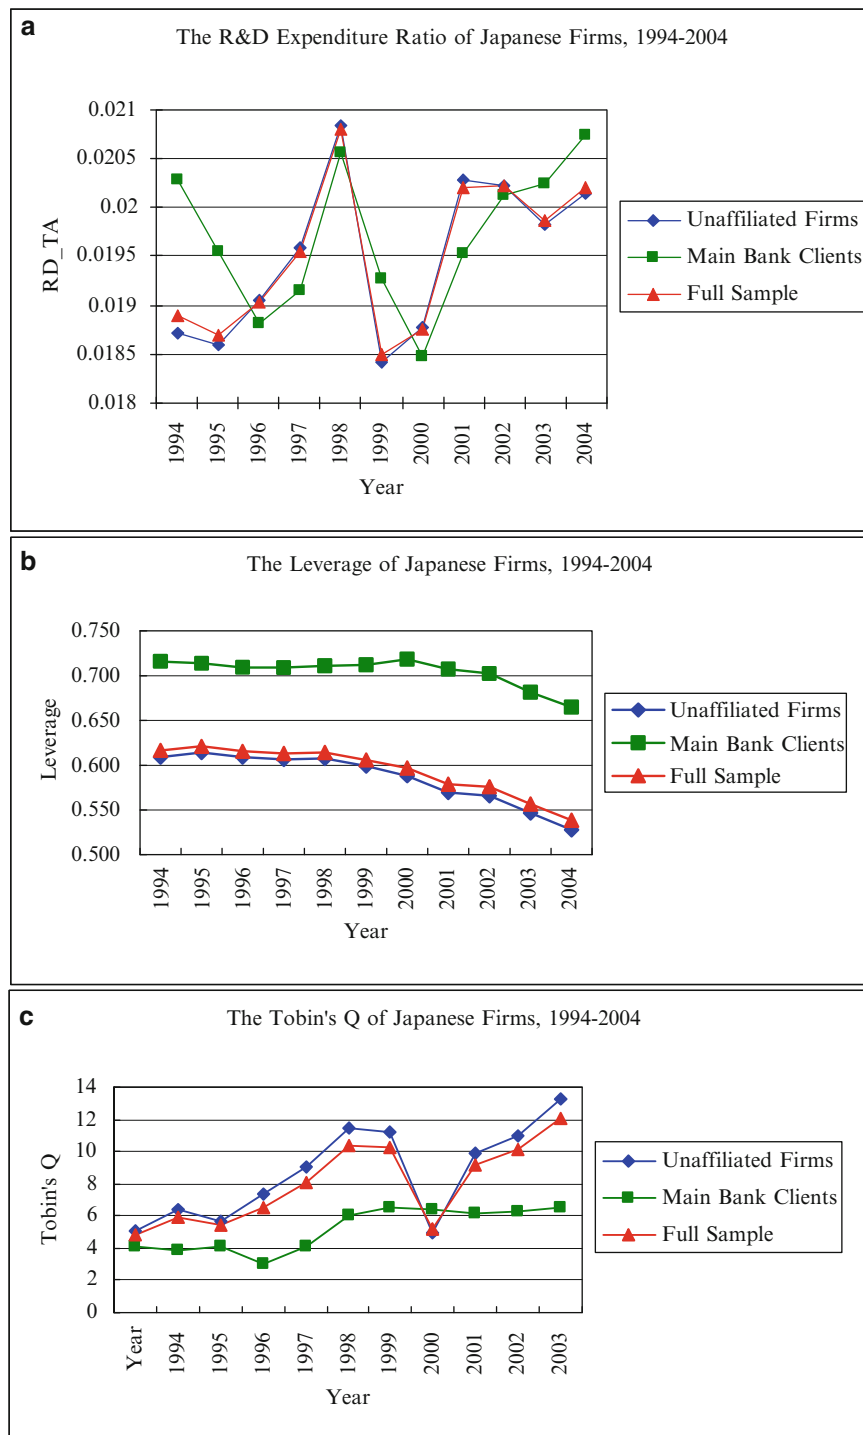 a
The R&D Expenditure Ratio of Japanese Firms, 1994-2004
0.021
0.0205
0.02
0.0195
0.019
0.0185
0.018
RD_TA
1994 1995 1996 1997 1998 1999 2000 2001 2002 2003 2004
Year
Unaffiliated Firms
Main Bank Clients
Full Sample
b
The Leverage of Japanese Firms, 1994-2004
0.750
0.700
0.650
0.600
0.550
0.500
Leverage
1994 1995 1996 1997 1998 1999 2000 2001 2002 2003 2004
Year
Unaffiliated Firms
Main Bank Clients
Full Sample
c
The Tobin's Q of Japanese Firms, 1994-2004
14
12
10
8
6
4
2
0
Tobin's Q
Year 1994 1995 1996 1997 1998 1999 2000 2001 2002 2003
Year
Unaffiliated Firms
Main Bank Clients
Full Sample